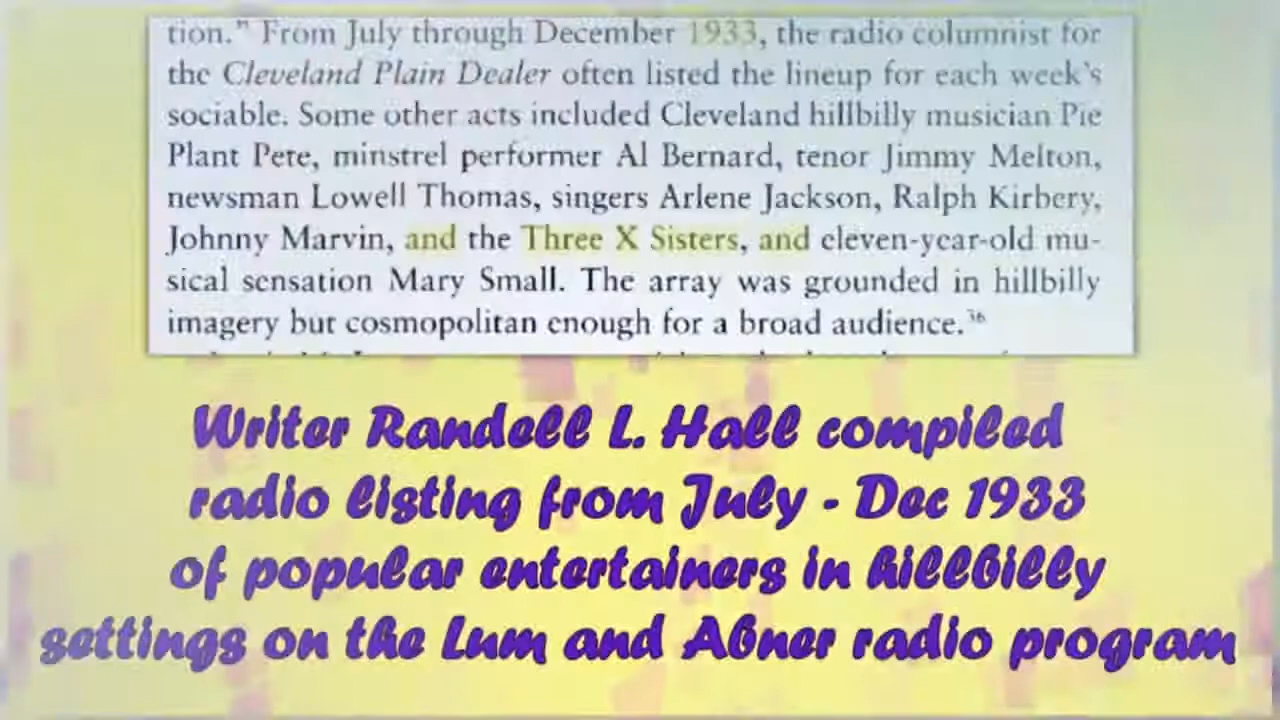 tion." From July through December 1933, the radio columnist for
the Cleveland Plain Dealer often listed the lineup for each week's
sociable. Some other acts included Cleveland hillbilly musician Pie
Plant Pete, minstrel performer Al Bernard, tenor Jimmy Melton,
newsman Lowell Thomas, singers Arlene Jackson, Ralph Kirbery,
Johnny Marvin, and the Three X Sisters, and eleven-year-old mu-
sical sensation Mary Small. The array was grounded in hillbilly
imagery but cosmopolitan enough for a broad audience.36
Writer Randell L. Hall compiled
radio listing from July - Dec 1933
of popular entertainers in hillbilly
settings on the Lum and Abner radio program